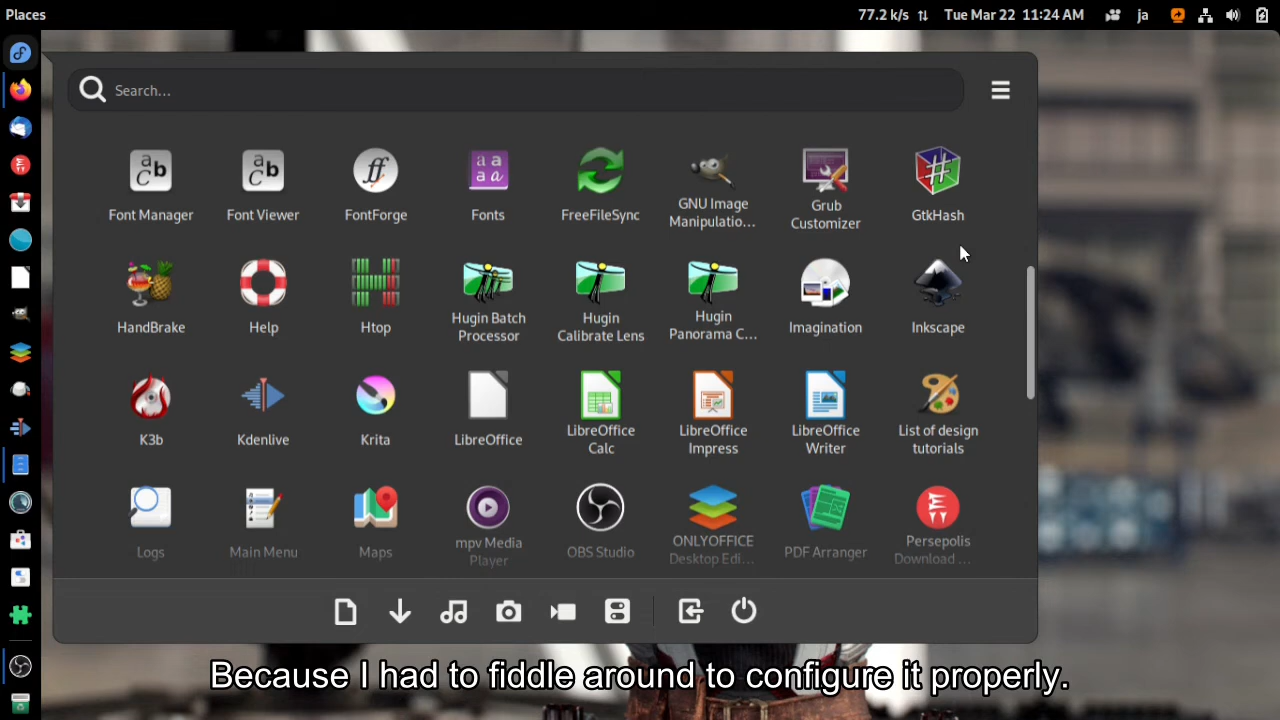 Places
77.2 k/s
Tue Mar 22 11:24 AM
ja
Search...
Font Manager
Font Viewer
FontForge
Fonts
FreeFileSync
GNU Image
Manipulatio...
Grub
Customizer
GtkHash
HandBrake
Help
Htop
Hugin Batch
Processor
Hugin
Calibrate Lens
Hugin
Panorama C...
Imagination
Inkscape
K3b
Kdenlive
Krita
LibreOffice
LibreOffice
Calc
LibreOffice
Impress
LibreOffice
Writer
List of design
tutorials
Logs
Main Menu
Maps
mpv Media
Player
OBS Studio
ONLYOFFICE
Desktop Edi...
PDF Arranger
Persepolis
Download ...
Because I had to fiddle around to configure it properly.